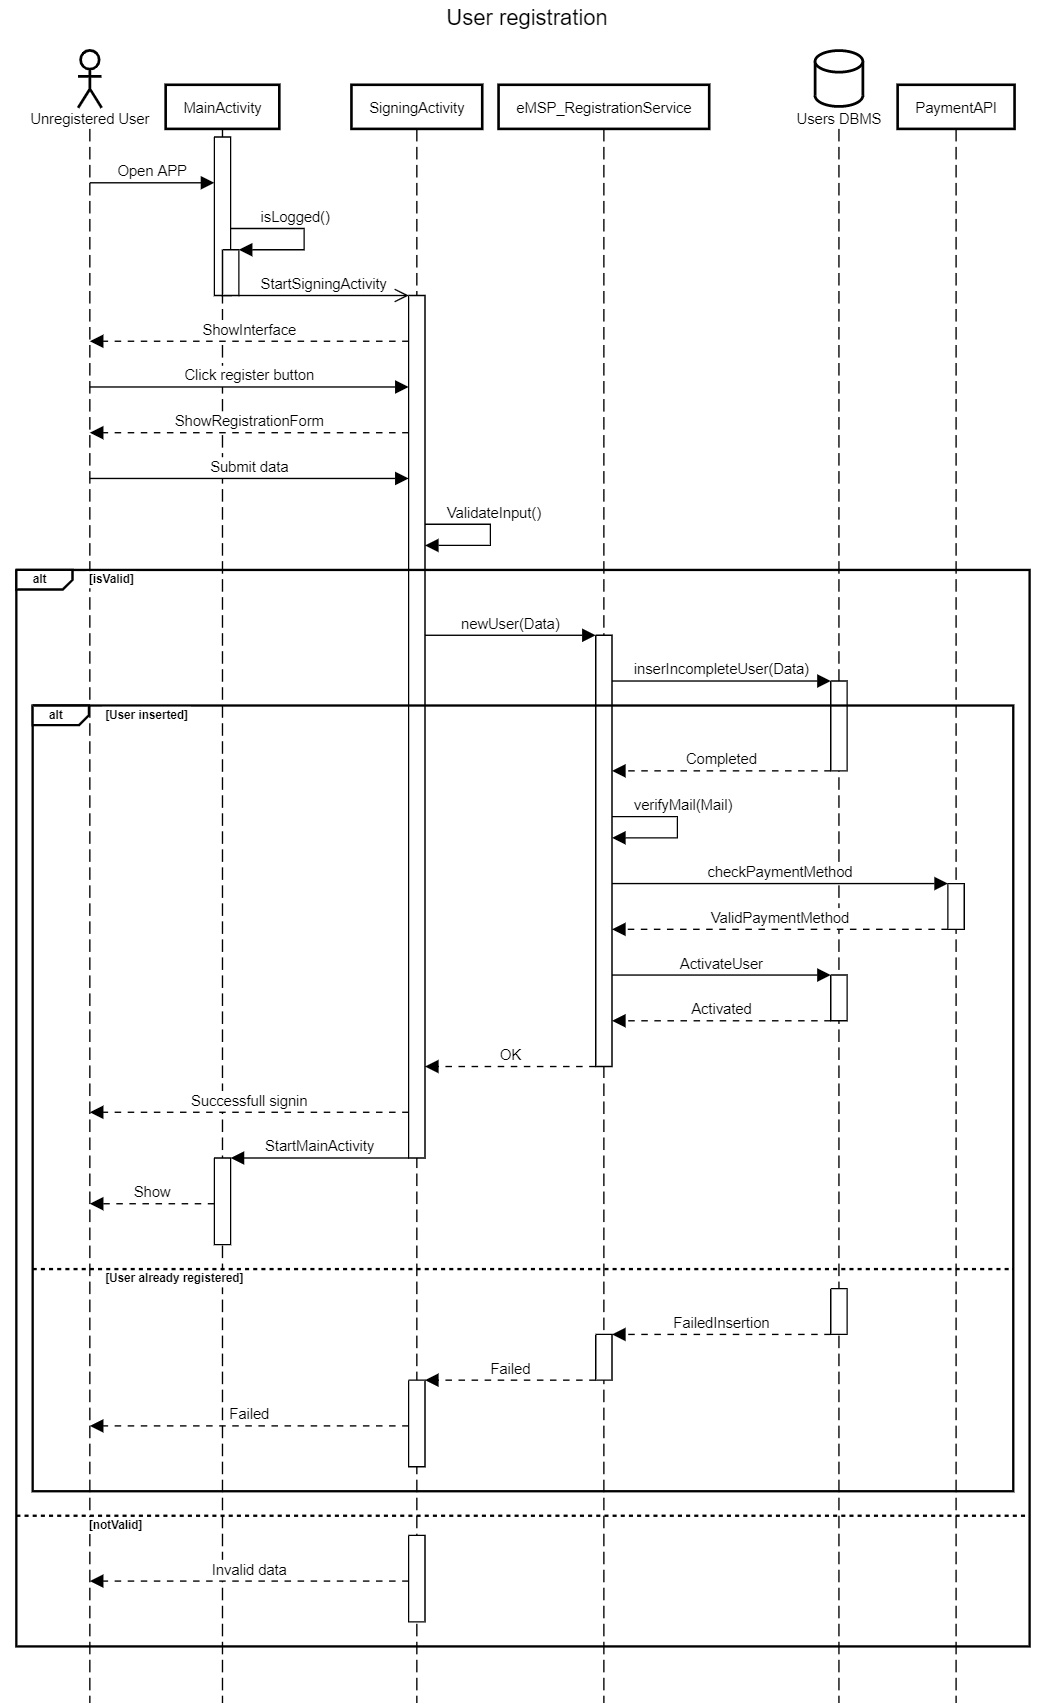 User registration
Unregistered User
MainActivity
SigningActivity
eMSP_RegistrationService
Users DBMS
PaymentAPI
Open APP
isLogged()
StartSigningActivity
ShowInterface
Click register button
ShowRegistrationForm
Submit data
ValidateInput()
alt [isValid]
newUser(Data)
inserIncompleteUser(Data)
alt [User inserted]
Completed
verifyMail(Mail)
checkPaymentMethod
ValidPaymentMethod
ActivateUser
Activated
OK
Successfull signin
StartMainActivity
Show
[User already registered]
FailedInsertion
Failed
Failed
[notValid]
Invalid data